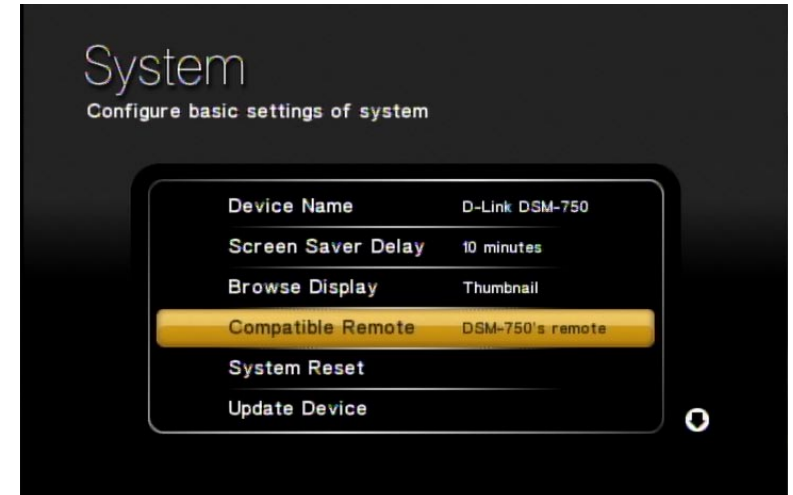 System
Configure basic settings of system
Device Name D-Link DSM-750
Screen Saver Delay 10 minutes
Browse Display Thumbnail
Compatible Remote DSM-750's remote
System Reset
Update Device